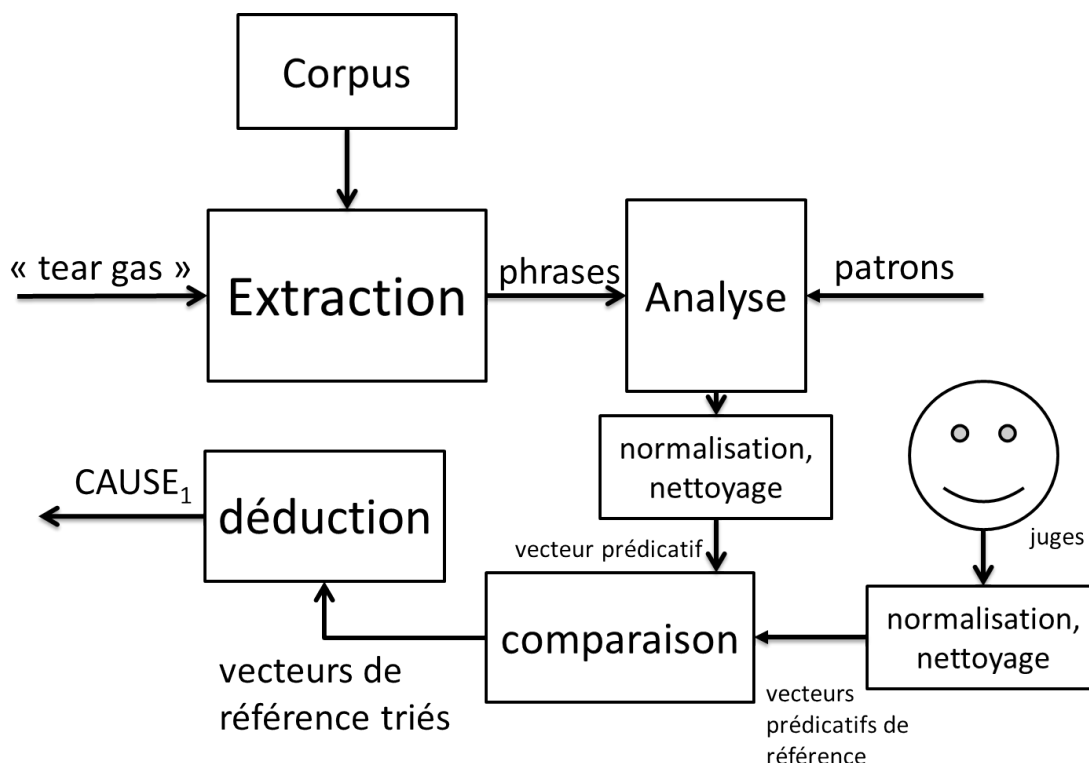 Corpus
« tear gas »
Extraction
phrases
Analyse
patrons
normalisation,
nettoyage
juges
CAUSE₁
déduction
vecteur prédicatif
comparaison
normalisation,
nettoyage
vecteurs de
référence triés
vecteurs
prédicatifs de
référence